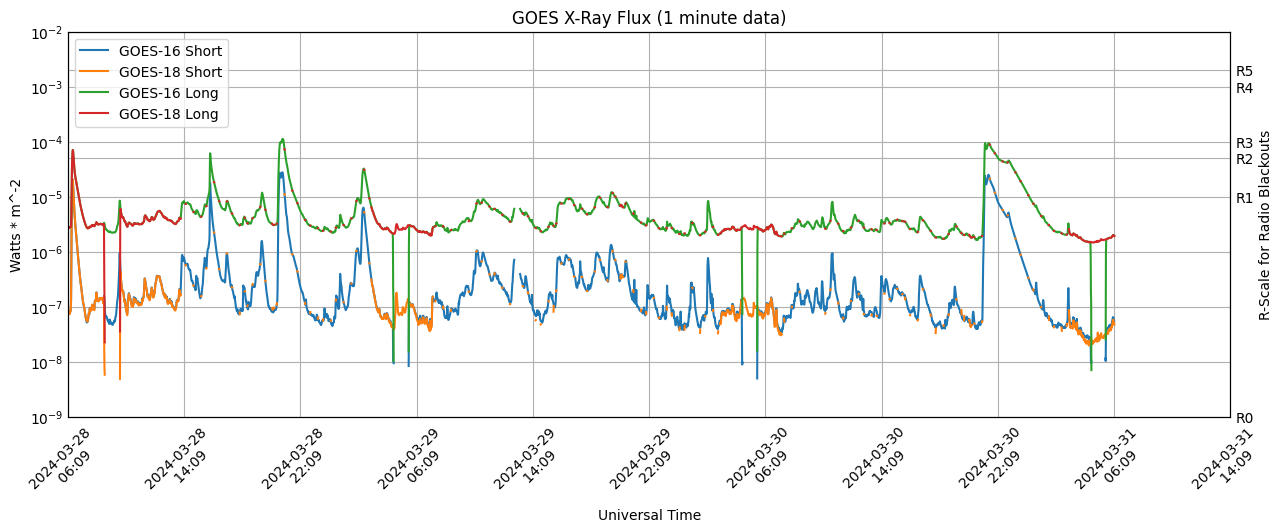 GOES X-Ray Flux (1 minute data)
GOES-16 Short
GOES-18 Short
GOES-16 Long
GOES-18 Long
10^-2
10^-3
10^-4
10^-5
10^-6
10^-7
10^-8
10^-9
Watts * m^-2
R5
R4
R3
R2
R1
R0
R-Scale for Radio Blackouts
2024-03-28
06:09
2024-03-28
14:09
2024-03-28
22:09
2024-03-29
06:09
2024-03-29
14:09
2024-03-29
22:09
2024-03-30
06:09
2024-03-30
14:09
2024-03-30
22:09
2024-03-31
06:09
2024-03-31
14:09
Universal Time